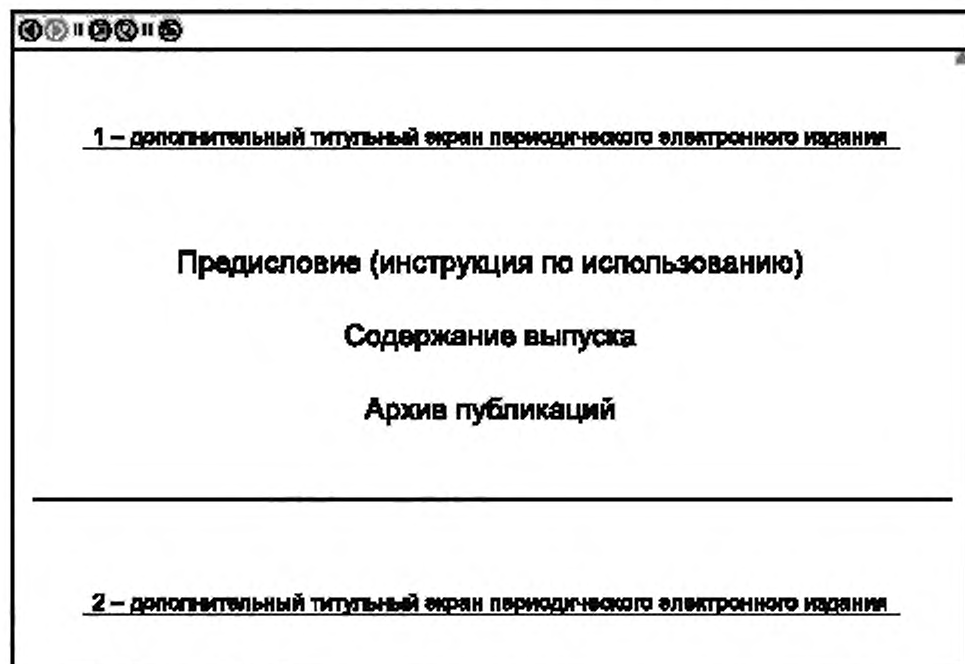 1 – дополнительный титульный экран периодического электронного издания
Предисловие (инструкция по использованию)
Содержание выпуска
Архив публикаций
2 – дополнительный титульный экран периодического электронного издания